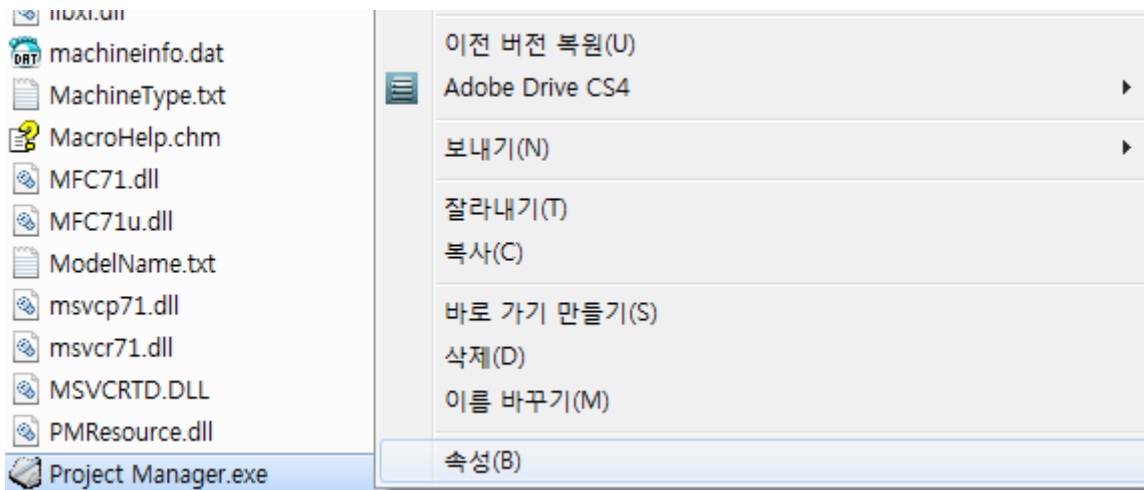 libxl.dll
machineinfo.dat
MachineType.txt
MacroHelp.chm
MFC71.dll
MFC71u.dll
ModelName.txt
msvcp71.dll
msvcr71.dll
MSVCRTD.DLL
PMResource.dll
Project Manager.exe
이전 버전 복원(U)
Adobe Drive CS4
보내기(N)
잘라내기(T)
복사(C)
바로 가기 만들기(S)
삭제(D)
이름 바꾸기(M)
속성(B)